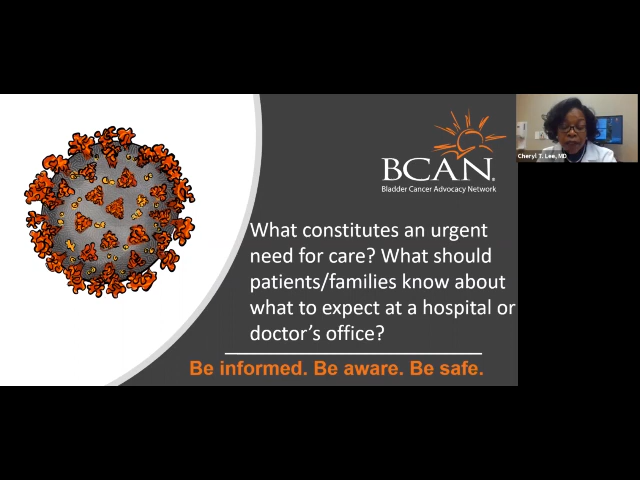 BCAN®
Bladder Cancer Advocacy Network
Cheryl T. Lee, MD
What constitutes an urgent
need for care? What should
patients/families know about
what to expect at a hospital or
doctor's office?
Be informed. Be aware. Be safe.